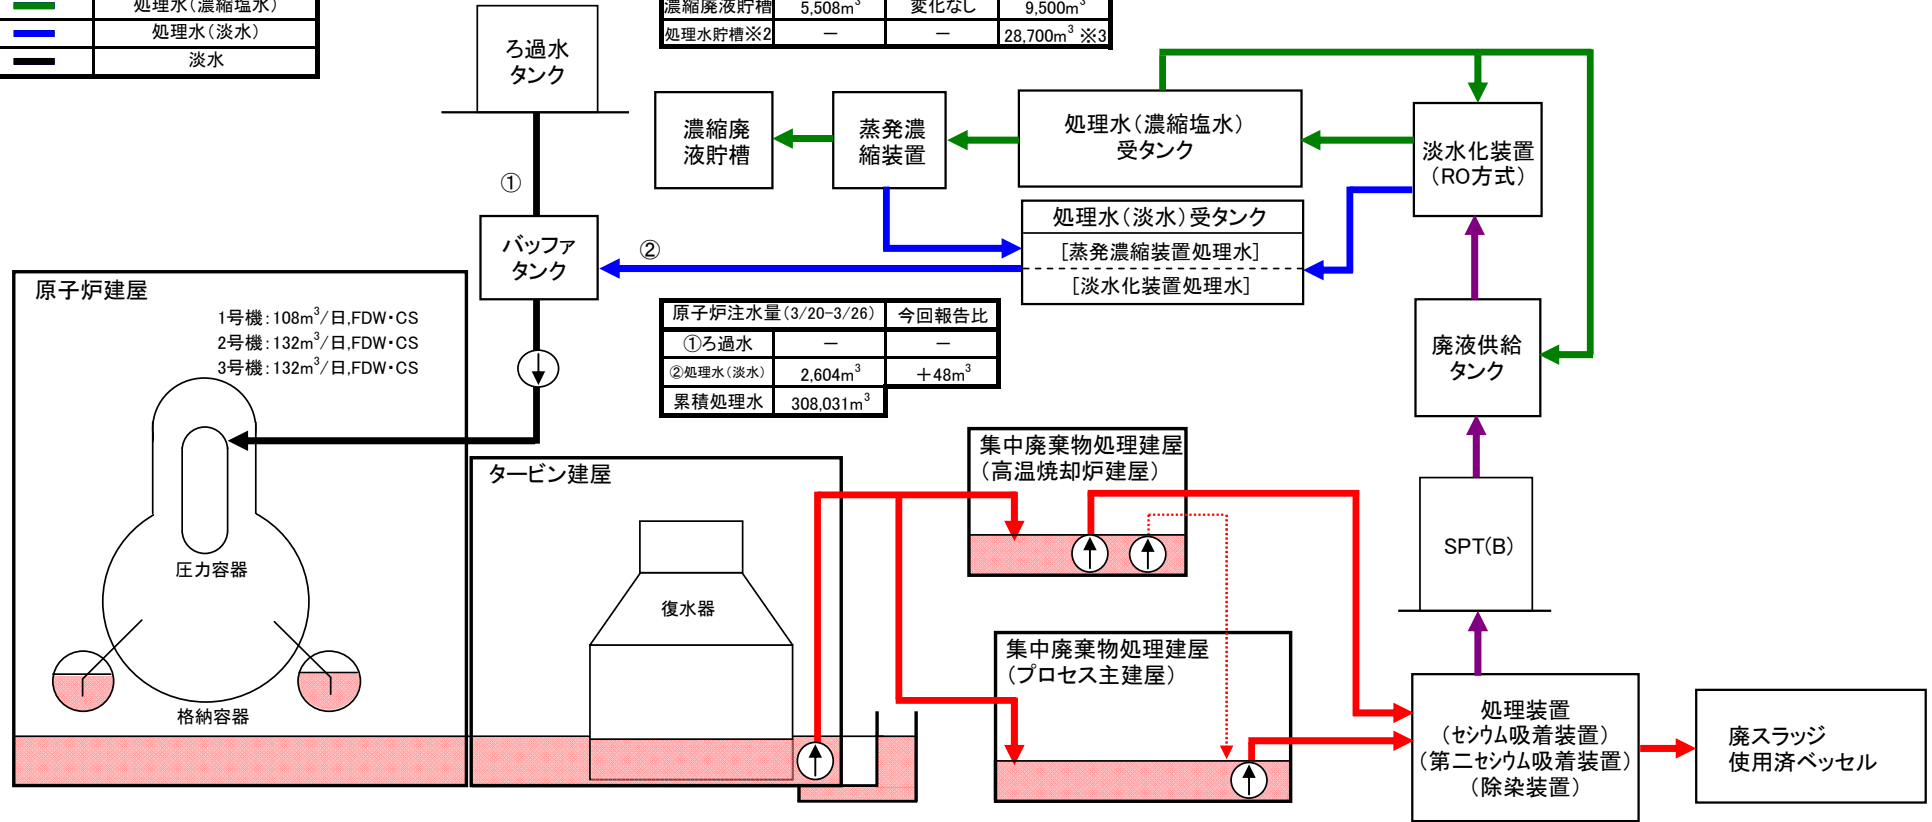 処理水(濃縮塩水)
処理水(淡水)
淡水
濃縮廃液貯槽 5,508m³ 変化なし 9,500m³
処理水貯槽※2 － － 28,700m³ ※3
ろ過水
タンク
濃縮廃
液貯槽
蒸発濃
縮装置
処理水(濃縮塩水)
受タンク
淡水化装置
(RO方式)
①
バッファ
タンク
②
処理水(淡水)受タンク
[蒸発濃縮装置処理水]
[淡水化装置処理水]
原子炉建屋
1号機:108m³/日,FDW・CS
2号機:132m³/日,FDW・CS
3号機:132m³/日,FDW・CS
原子炉注水量(3/20-3/26) 今回報告比
①ろ過水 － －
②処理水(淡水) 2,604m³ ＋48m³
累積処理水 308,031m³
廃液供給
タンク
タービン建屋
集中廃棄物処理建屋
(高温焼却炉建屋)
SPT(B)
圧力容器
復水器
集中廃棄物処理建屋
(プロセス主建屋)
格納容器
処理装置
(セシウム吸着装置)
(第二セシウム吸着装置)
(除染装置)
廃スラッジ
使用済ベッセル